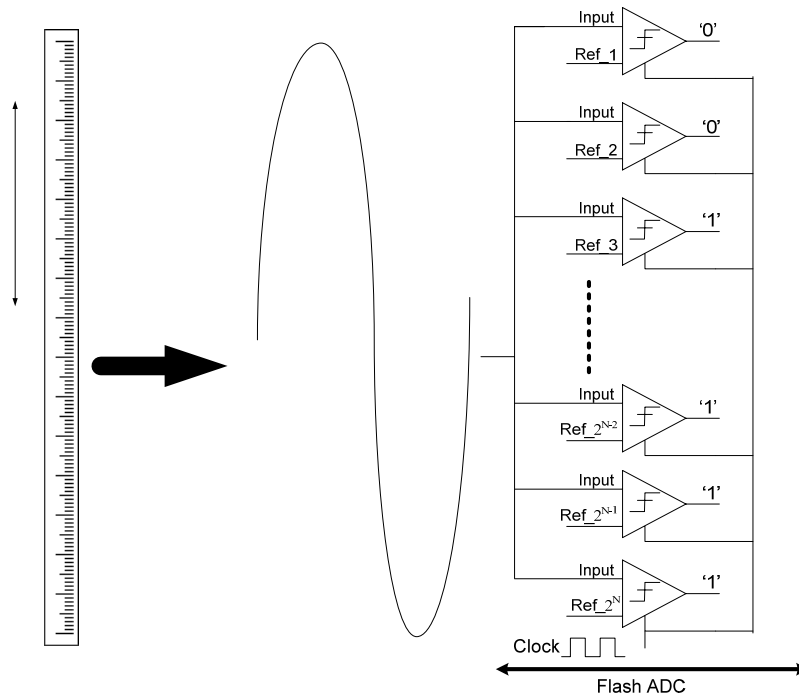 Input
Ref_1
‘0’
Input
Ref_2
‘0’
Input
Ref_3
‘1’
Input
Ref_2^N-2
‘1’
Input
Ref_2^N-1
‘1’
Input
Ref_2^N
‘1’
Clock
Flash ADC